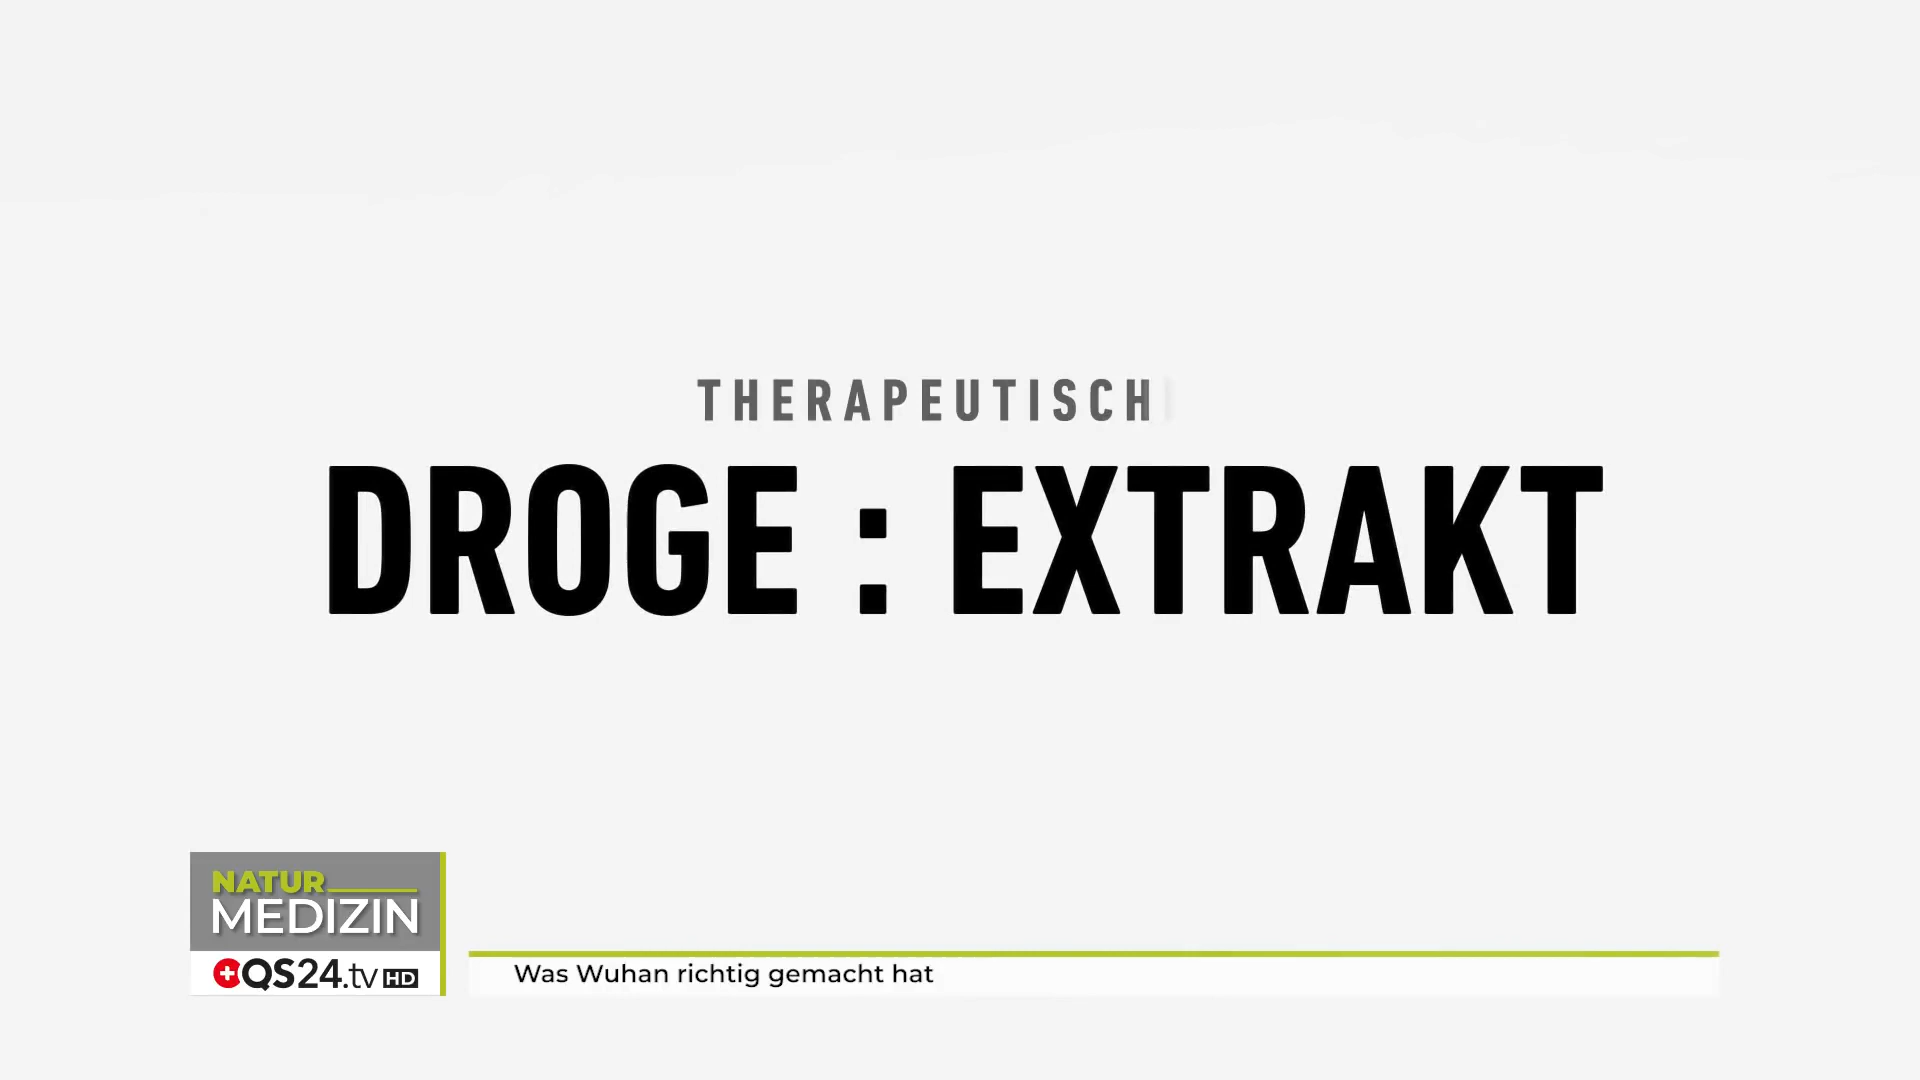 THERAPEUTISCH
DROGE : EXTRAKT
NATUR
MEDIZIN
QS24.tv HD
Was Wuhan richtig gemacht hat